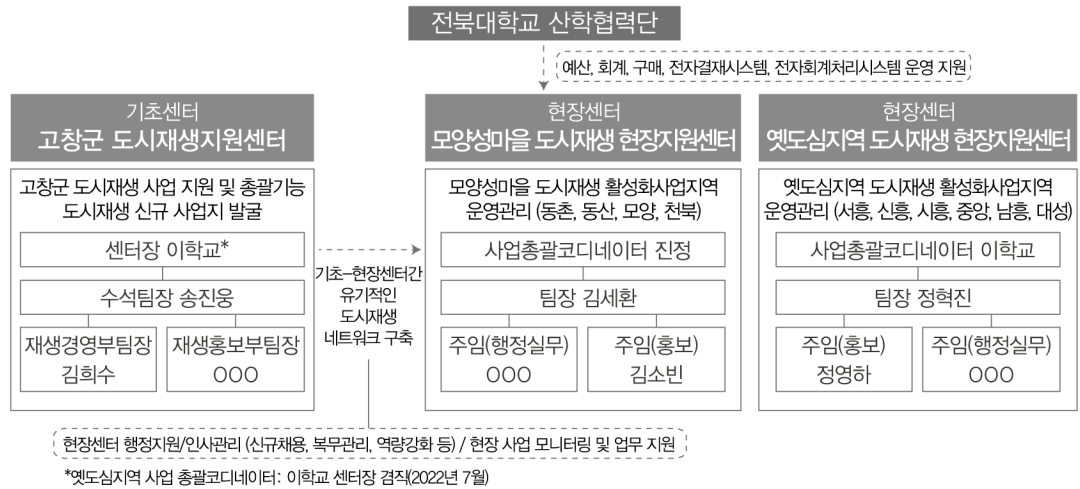 전북대학교 산학협력단
예산, 회계, 구매, 전자결재시스템, 전자회계처리시스템 운영 지원
기초센터
고창군 도시재생지원센터
고창군 도시재생 사업 지원 및 총괄기능
도시재생 신규 사업지 발굴
센터장 이학교*
수석팀장 송진웅
재생경영부팀장
김희수
재생홍보부팀장
OOO
기초-현장센터간
유기적인
도시재생
네트워크 구축
현장센터
모양성마을 도시재생 현장지원센터
모양성마을 도시재생 활성화사업지역
운영관리 (동촌, 동산, 모양, 천북)
사업총괄코디네이터 진정
팀장 김세환
주임(행정실무)
OOO
주임(홍보)
김소빈
현장센터
옛도심지역 도시재생 현장지원센터
옛도심지역 도시재생 활성화사업지역
운영관리 (서흥, 신흥, 시흥, 중앙, 남흥, 대성)
사업총괄코디네이터 이학교
팀장 정혁진
주임(홍보)
정영하
주임(행정실무)
OOO
현장센터 행정지원/인사관리 (신규채용, 복무관리, 역량강화 등) / 현장 사업 모니터링 및 업무 지원
*옛도심지역 사업 총괄코디네이터: 이학교 센터장 겸직(2022년 7월)